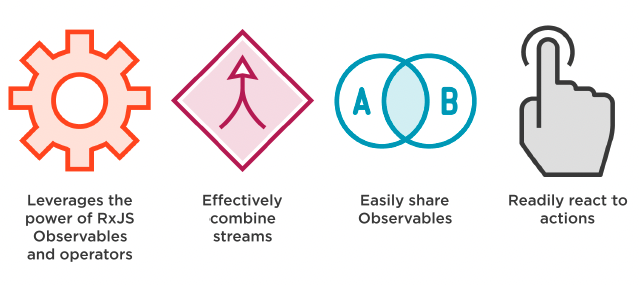 A
B
Leverages the
power of RxJS
Observables
and operators
Effectively
combine
streams
Easily share
Observables
Readily react to
actions